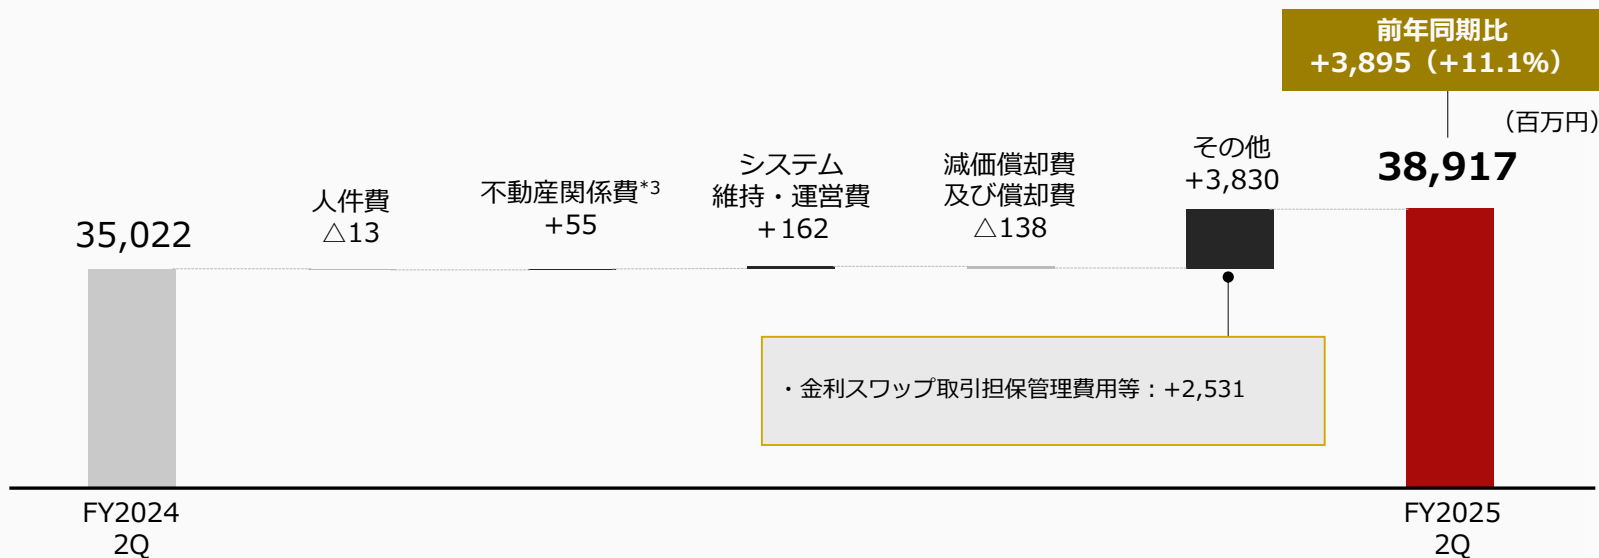 前年同期比
+3,895（+11.1%）
（百万円）
35,022
人件費
△13
不動産関係費*3
+55
システム
維持・運営費
＋162
減価償却費
及び償却費
△138
その他
+3,830
38,917
・金利スワップ取引担保管理費用等：+2,531
FY2024
2Q
FY2025
2Q